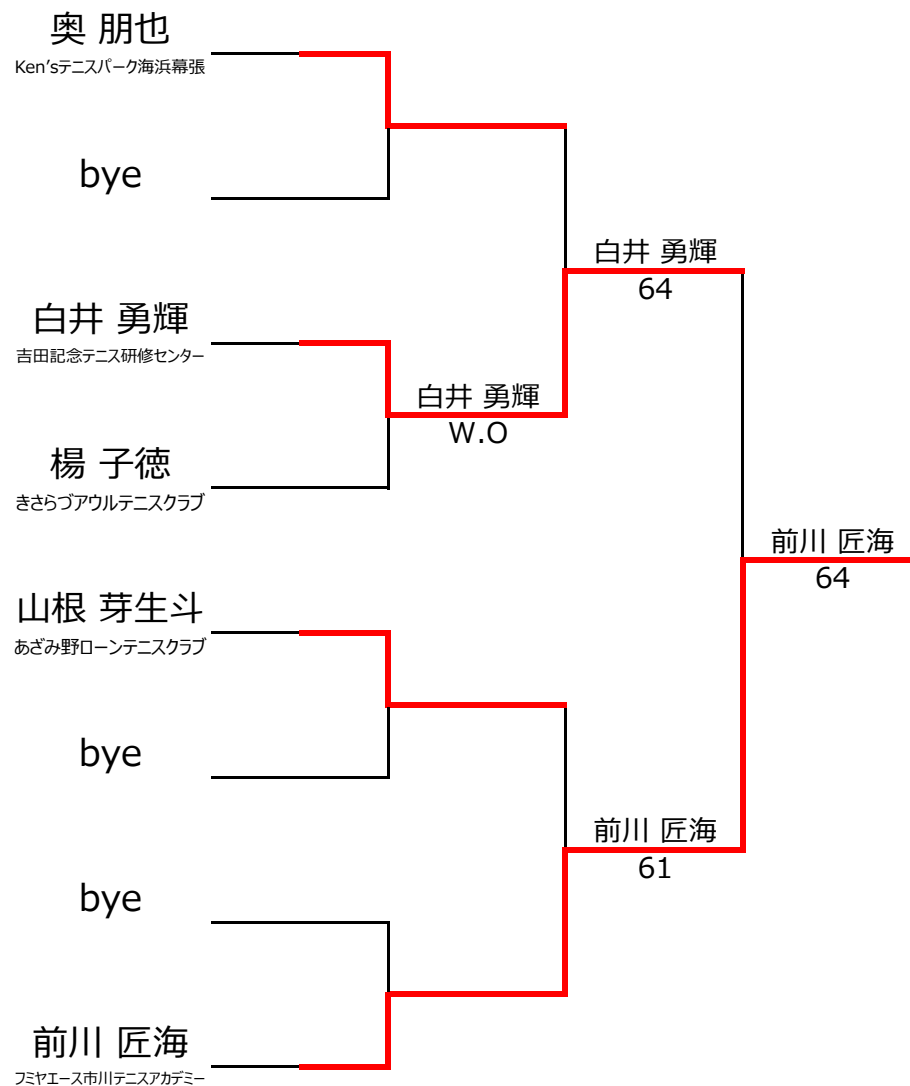 奥 朋也
Ken'sテニスパーク海浜幕張
bye
白井 勇輝
64
白井 勇輝
吉田記念テニス研修センター
白井 勇輝
W.O
楊 子徳
きさらづアウルテニスクラブ
前川 匠海
64
山根 芽生斗
あざみ野ローンテニスクラブ
bye
前川 匠海
61
bye
前川 匠海
フミヤエース市川テニスアカデミー